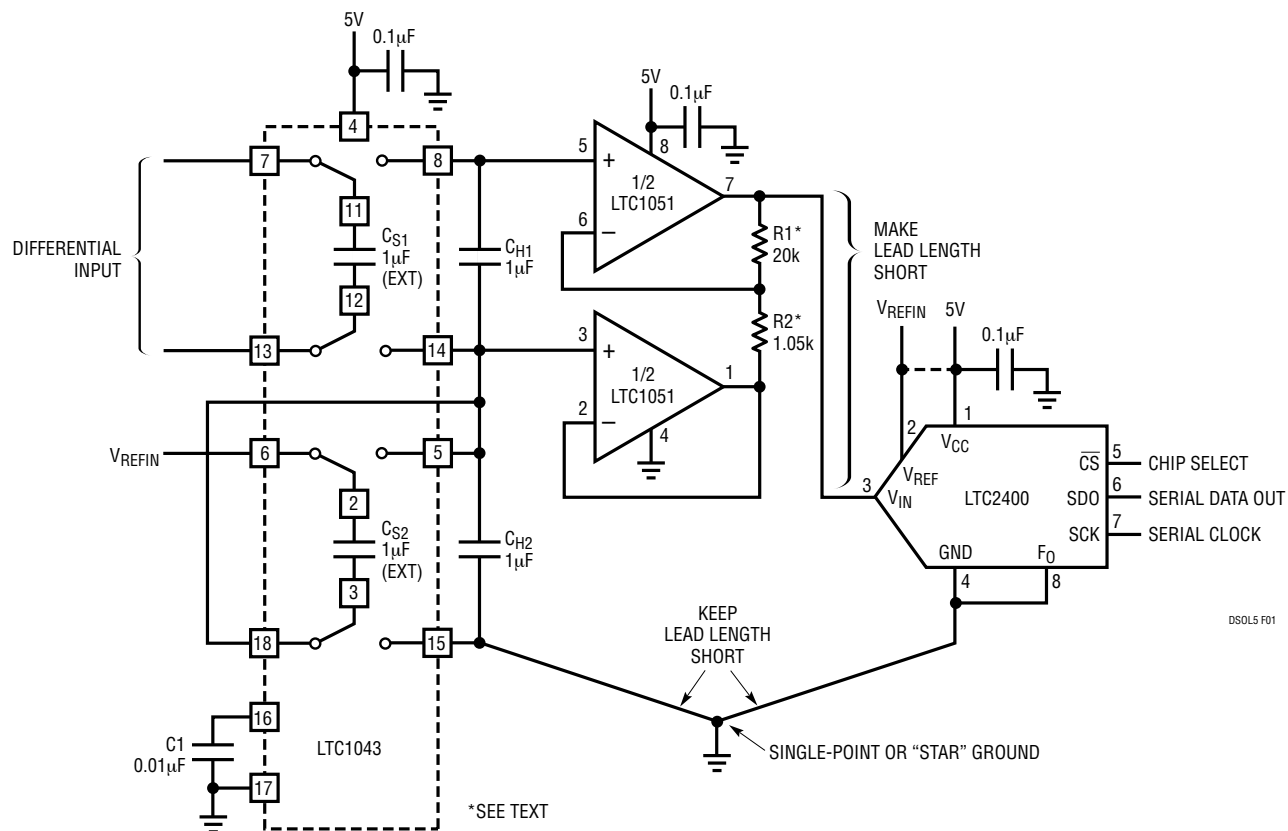 5V
0.1µF
4
7
8
11
CS1
1µF
(EXT)
12
13
14
DIFFERENTIAL
INPUT
CH1
1µF
5V
0.1µF
8
5
+
1/2
LTC1051
7
6
–
R1*
20k
3
+
1/2
LTC1051
1
2
–
4
R2*
1.05k
MAKE
LEAD LENGTH
SHORT
VREFIN
5V
0.1µF
2
1
VCC
VREF
3
VIN
LTC2400
CS
5
CHIP SELECT
SDO
6
SERIAL DATA OUT
SCK
7
SERIAL CLOCK
GND
FO
4
8
VREFIN
6
5
2
CS2
1µF
(EXT)
3
18
15
CH2
1µF
KEEP
LEAD LENGTH
SHORT
DSOL5 F01
16
C1
0.01µF
17
LTC1043
SINGLE-POINT OR “STAR” GROUND
*SEE TEXT